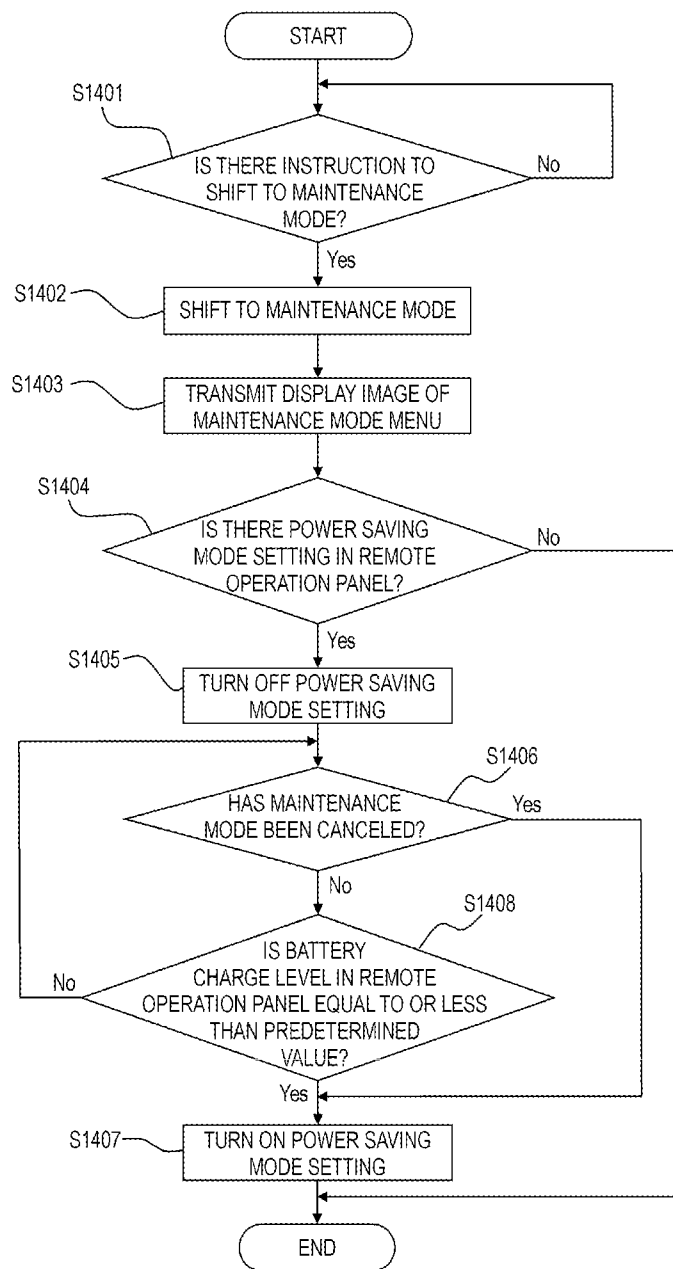 START
S1401
IS THERE INSTRUCTION TO
SHIFT TO MAINTENANCE
MODE?
No
Yes
S1402
SHIFT TO MAINTENANCE MODE
S1403
TRANSMIT DISPLAY IMAGE OF
MAINTENANCE MODE MENU
S1404
IS THERE POWER SAVING
MODE SETTING IN REMOTE
OPERATION PANEL?
No
Yes
S1405
TURN OFF POWER SAVING
MODE SETTING
S1406
HAS MAINTENANCE
MODE BEEN CANCELED?
Yes
No
S1408
IS BATTERY
CHARGE LEVEL IN REMOTE
OPERATION PANEL EQUAL TO OR LESS
THAN PREDETERMINED
VALUE?
No
Yes
S1407
TURN ON POWER SAVING
MODE SETTING
END